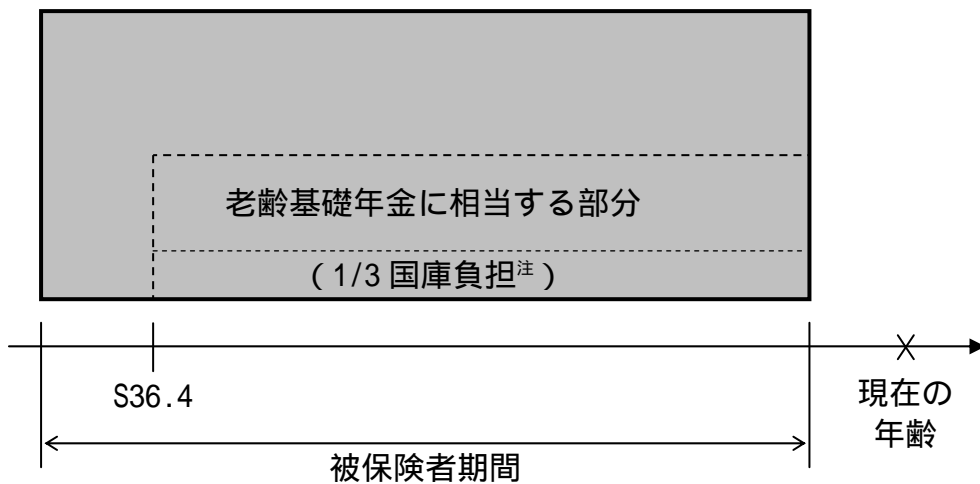 老齢基礎年金に相当する部分
(1/3 国庫負担注)
S36.4
現在の
年齢
被保険者期間